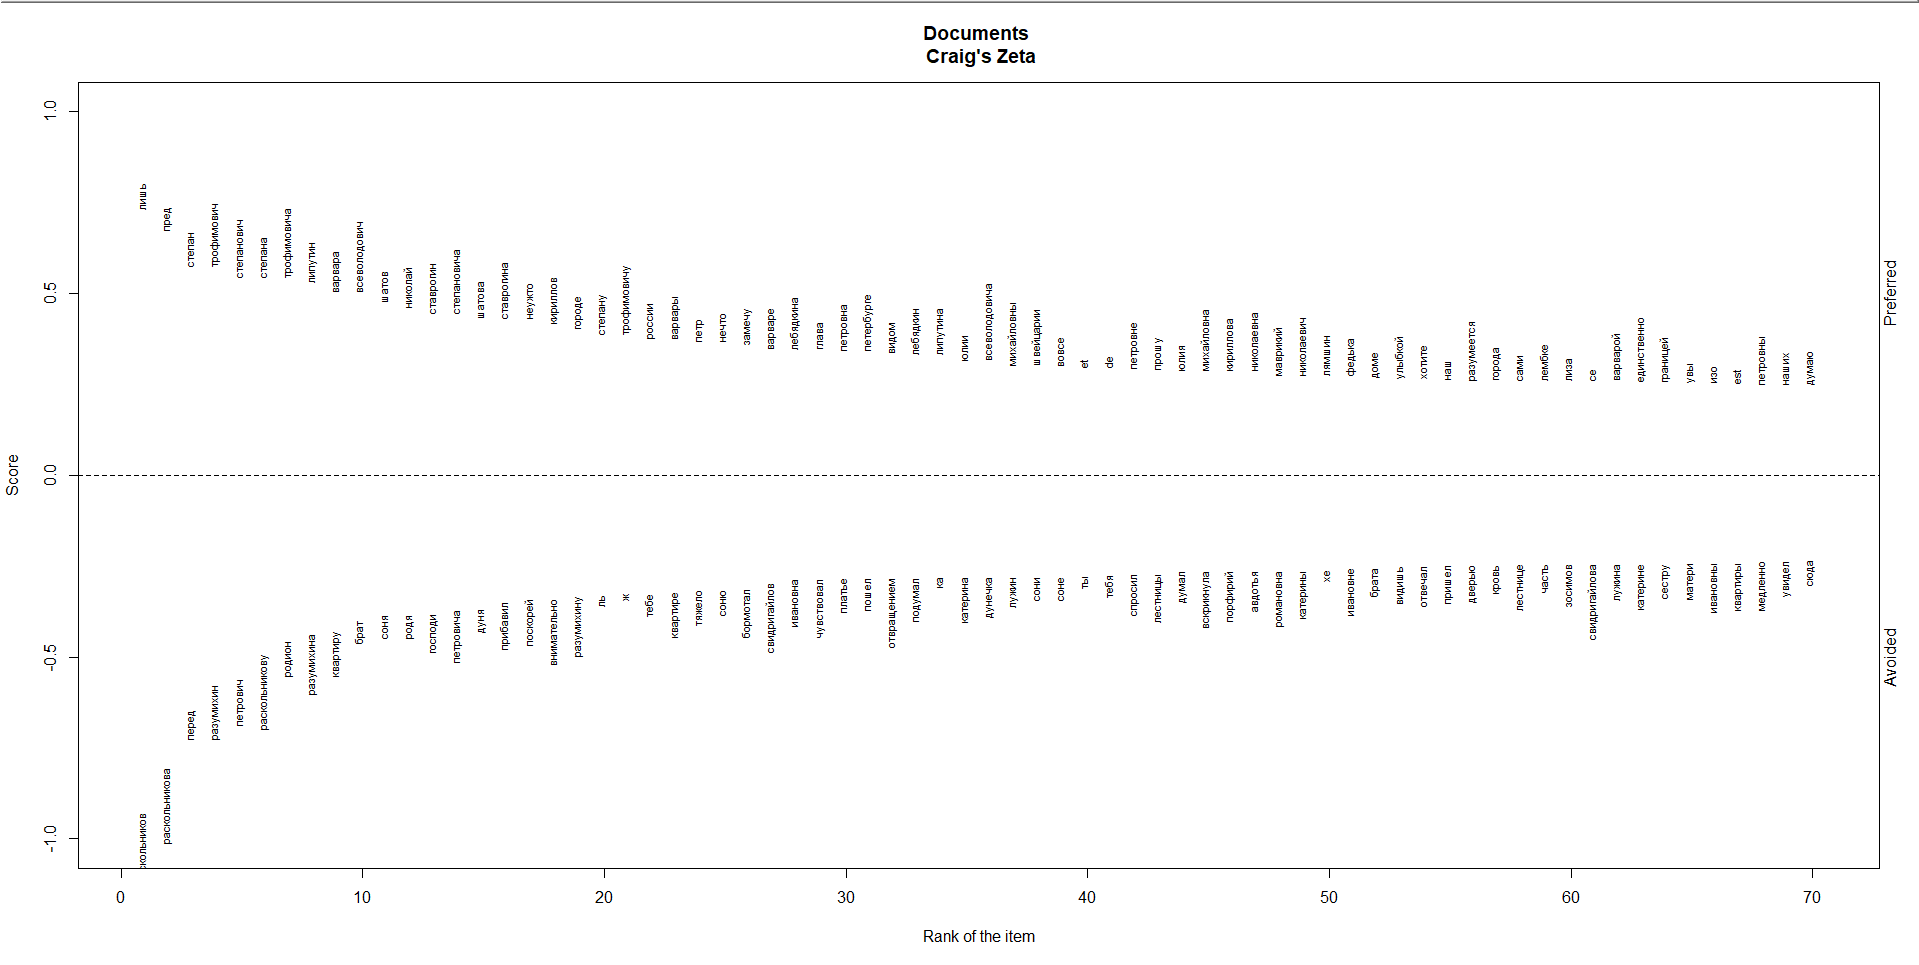 Documents
Craig's Zeta
1.0
0.5
0.0
-0.5
-1.0
Score
Preferred
Avoided
лишь
пред
степан
трофимович
степанович
степана
трофимовича
липутин
варвара
всеволодович
шатов
николай
ставрогин
степановича
шатова
ставрогина
неужто
кириллов
городе
степану
трофимовичу
россии
варвары
петр
нечто
замечу
варваре
лебядкина
глава
петровна
петербурге
видом
лебядкин
липутина
юлии
всеволодовича
михайловны
швейцарии
вовсе
et
de
петровне
прошу
юлия
михайловна
кириллова
николаевна
маврикий
николаевич
лямшин
федька
доме
улыбкой
хотите
наш
разумеется
города
сами
лембке
лиза
се
варварой
единственно
границей
увы
изо
est
петровны
наших
думаю
скольников
раскольникова
перед
разумихин
петрович
раскольникову
родион
разумихина
квартиру
брат
соня
родя
господи
петровича
дуня
прибавил
поскорей
внимательно
разумихину
ль
ж
тебе
квартире
тяжело
соню
бормотал
свидригайлов
ивановна
чувствовал
платье
пошел
отвращением
подумал
ка
катерина
дунечка
лужин
сони
соне
ты
тебя
спросил
лестницы
думал
вскрикнула
порфирий
авдотья
романовна
катерины
хе
ивановне
брата
видишь
отвечал
пришел
дверью
кровь
лестнице
часть
зосимов
свидригайлова
лужина
катерине
сестру
матери
ивановны
квартиры
медленно
увидел
сюда
0
10
20
30
40
50
60
70
Rank of the item